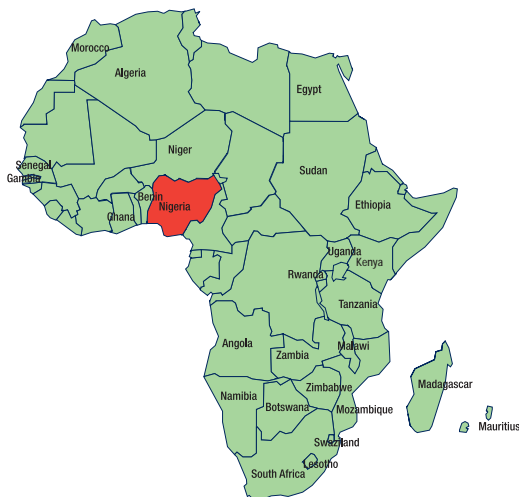 Morocco
Algeria
Egypt
Niger
Senegal
Sudan
Gambia
Benin
Nigeria
Ethiopia
Ghana
Uganda
Kenya
Rwanda
Tanzania
Angola
Malawi
Zambia
Madagascar
Zimbabwe
Namibia
Botswana
Mozambique
Mauritius
Swaziland
Lesotho
South Africa